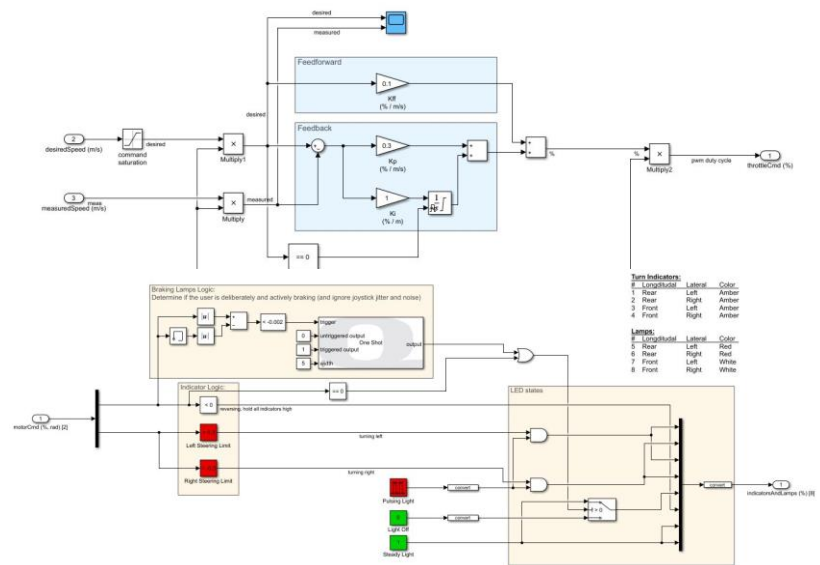 desired
measured
Feedforward
0.1
Kff
(% / m/s)
desired
Feedback
2
desiredSpeed (m/s)
command
saturation
desired
×
Multiply1
0.3
Kp
(% / m/s)
%
×
Multiply2
pwm duty cycle
1
throttleCmd (%)
3
measuredSpeed (m/s)
meas
×
Multiply
measured
1
Ki
(% / m)
== 0
Braking Lamps Logic:
Determine if the user is deliberately and actively braking (and ignore joystick jitter and noise)
|u|
|u|
< -0.002
trigger
0
untriggered output
One Shot
output
1
triggered output
5
width
Turn Indicators:
# Longditudal Lateral Color
1 Rear Left Amber
2 Rear Right Amber
3 Front Left Amber
4 Front Right Amber
Lamps:
# Longditudal Lateral Color
5 Rear Left Red
6 Rear Right Red
7 Front Left White
8 Front Right White
Indicator Logic:
== 0
< 0
reversing, hold all indicators high
1
motorCmd (%, rad) [2]
Left Steering Limit
turning left
Right Steering Limit
turning right
LED states
Pulsing Light
convert
Light Off
convert
Steady Light
convert
1
indicatorsAndLamps (%) [8]